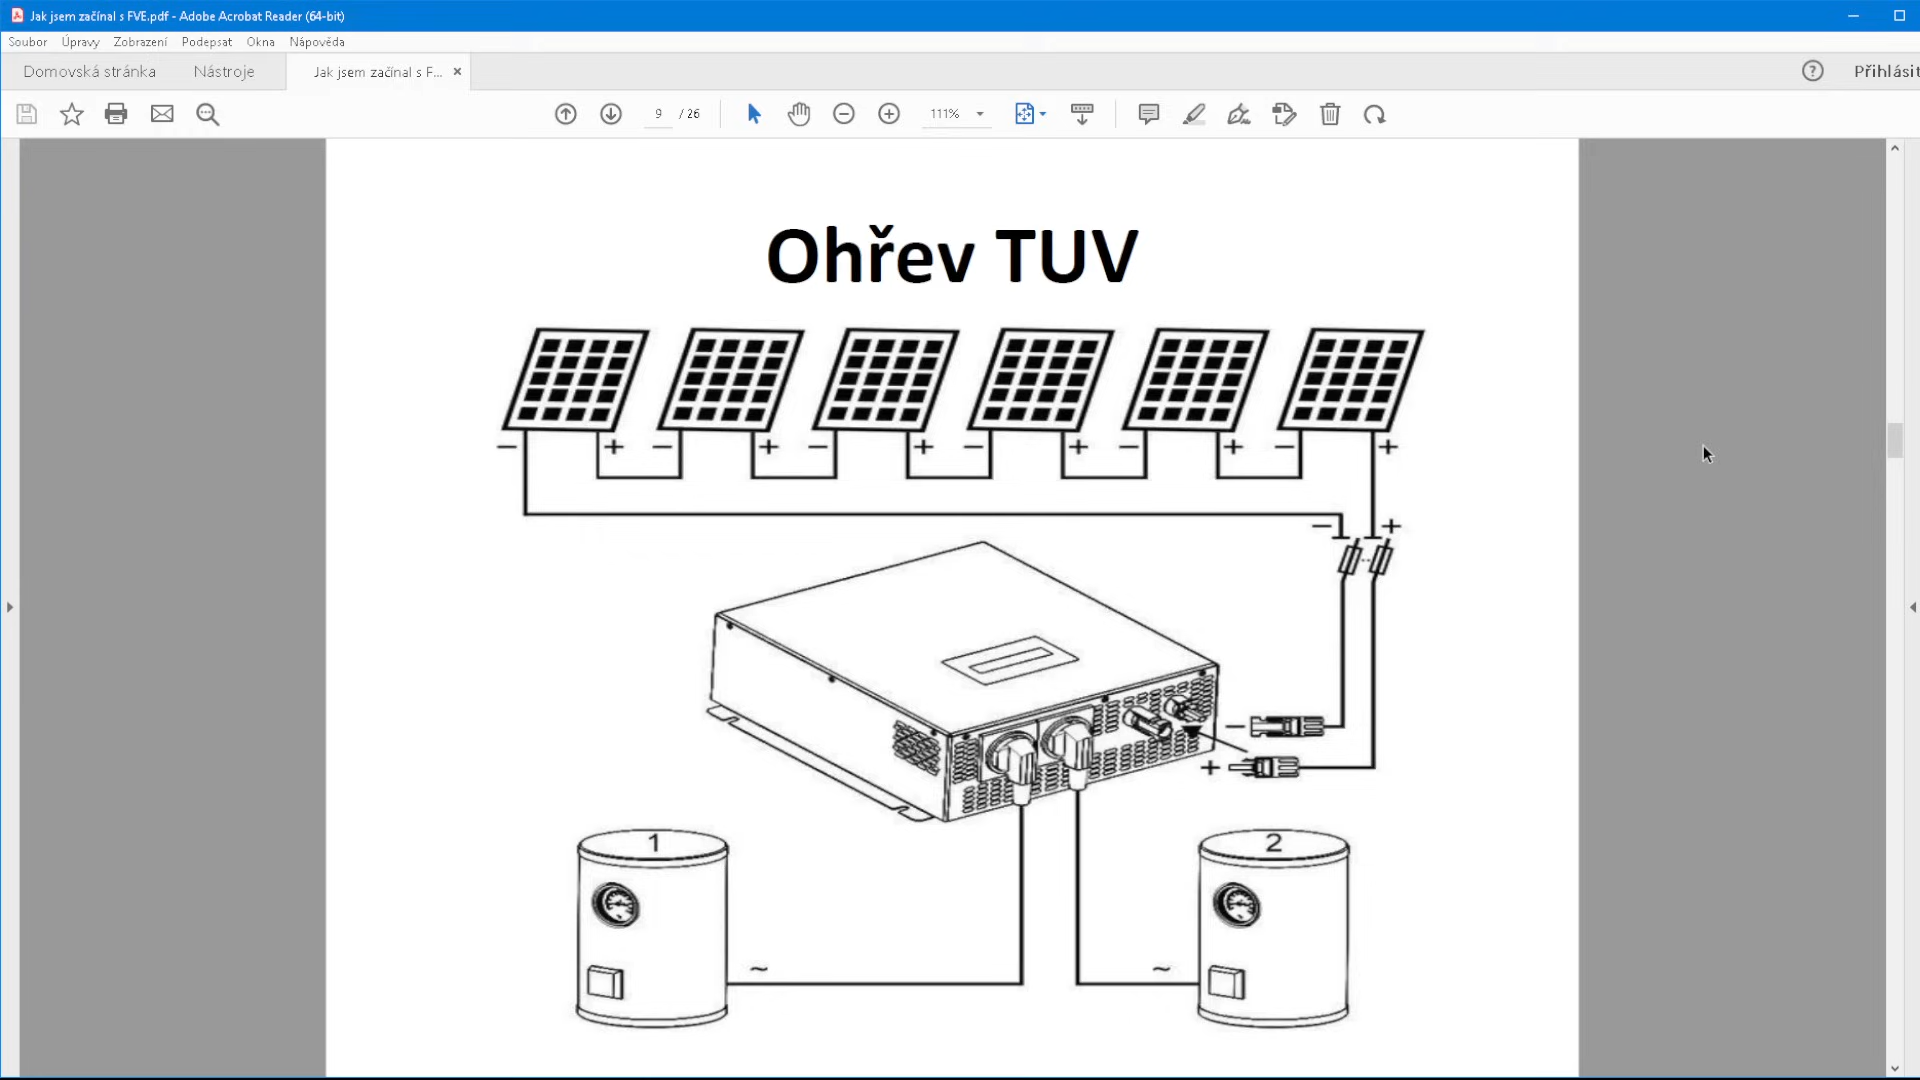 Jak jsem začínal s FVE.pdf - Adobe Acrobat Reader (64-bit)
Soubor Úpravy Zobrazení Podepsat Okna Nápověda
Domovská stránka Nástroje Jak jsem začínal s F... × ? Přihlásit
9 / 26 111%
Ohřev TUV
− + − + − + − + − + − +
− +
−
+
1 2
~ ~